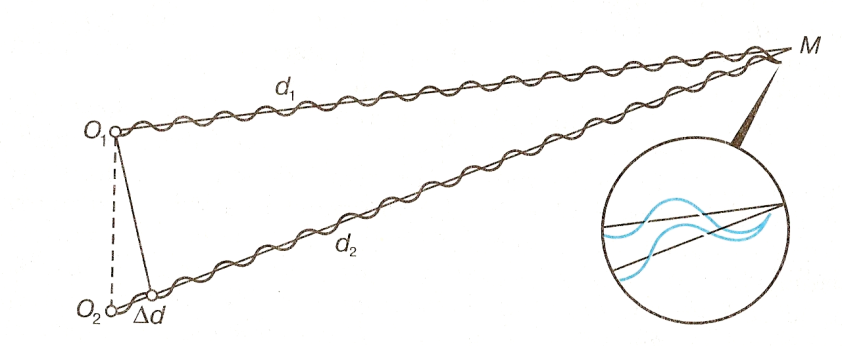 M
d₁
O₁
d₂
O₂
Δd